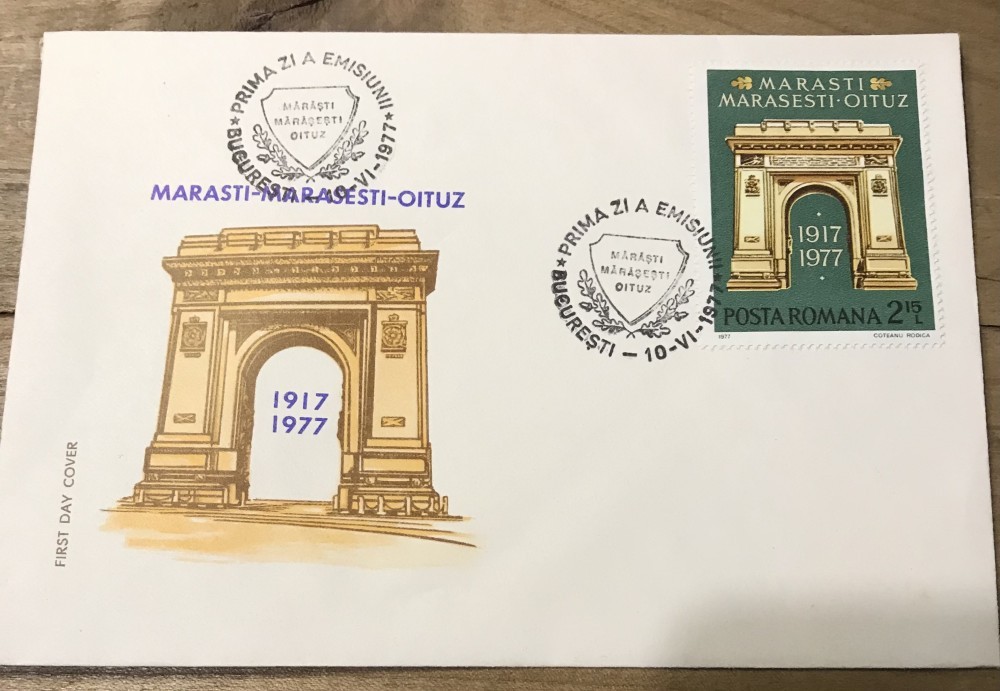 ★ PRIMA ZI A EMISIUNII ★
MĂRĂȘTI
MĂRĂȘEȘTI
OITUZ
BUCUREȘTI - 10-VI-1977
MARASTI-MARASESTI-OITUZ
1917
1977
FIRST DAY COVER
★ PRIMA ZI A EMISIUNII ★
MĂRĂȘTI
MĂRĂȘEȘTI
OITUZ
BUCUREȘTI - 10-VI-1977
MARASTI
MARASESTI·OITUZ
1917
1977
POSTA ROMANA 2 15 L
1977 COTEANU RODICA